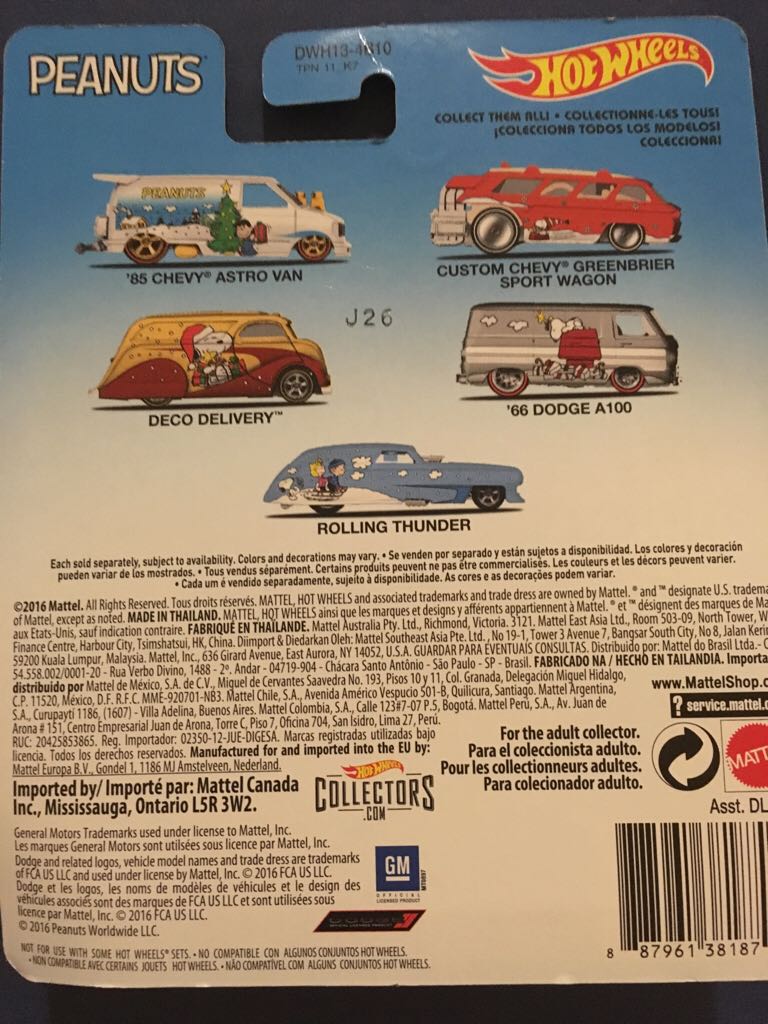 PEANUTS
DWH13-4B10
TPN 11 K7
HOT WHEELS
COLLECT THEM ALL! • COLLECTIONNE-LES TOUS!
¡COLECCIONA TODOS LOS MODELOS!
COLECCIONA!
PEANUTS
'85 CHEVY® ASTRO VAN
CUSTOM CHEVY® GREENBRIER
SPORT WAGON
J26
DECO DELIVERY™
'66 DODGE A100
ROLLING THUNDER
Each sold separately, subject to availability. Colors and decorations may vary. • Se venden por separado y están sujetos a disponibilidad. Los colores y decoración
pueden variar de los mostrados. • Tous vendus séparément. Certains produits peuvent ne pas être commercialisés. Les couleurs et les décors peuvent varier.
• Cada um é vendido separadamente, sujeito à disponibilidade. As cores e as decorações podem variar.
©2016 Mattel. All Rights Reserved. Tous droits réservés. MATTEL, HOT WHEELS and associated trademarks and trade dress are owned by Mattel. ® and ™ designate U.S. tradema
of Mattel, except as noted. MADE IN THAILAND. MATTEL, HOT WHEELS ainsi que les marques et designs y afférents appartiennent à Mattel. ® et ™ désignent des marques de Ma
aux Etats-Unis, sauf indication contraire. FABRIQUÉ EN THAÏLANDE. Mattel Australia Pty. Ltd., Richmond, Victoria. 3121. Mattel East Asia Ltd., Room 503-09, North Tower, W
Finance Centre, Harbour City, Tsimshatsui, HK, China. Diimport & Diedarkan Oleh: Mattel Southeast Asia Pte. Ltd., No 19-1, Tower 3 Avenue 7, Bangsar South City, No 8, Jalan Kerin
59200 Kuala Lumpur, Malaysia. Mattel, Inc., 636 Girard Avenue, East Aurora, NY 14052, U.S.A. GUARDAR PARA EVENTUAIS CONSULTAS. Distribuido por: Mattel do Brasil Ltda.- C
54.558.002/0001-20 - Rua Verbo Divino, 1488 - 2º. Andar - 04719-904 - Chácara Santo Antônio - São Paulo - SP - Brasil. FABRICADO NA / HECHO EN TAILANDIA. Importa
distribuido por Mattel de México, S.A. de C.V., Miguel de Cervantes Saavedra No. 193, Pisos 10 y 11, Col. Granada, Delegación Miguel Hidalgo,
C.P. 11520, México, D.F. R.F.C. MME-920701-NB3. Mattel Chile, S.A., Avenida Américo Vespucio 501-B, Quilicura, Santiago. Mattel Argentina,
S.A., Curupaytí 1186, (1607) - Villa Adelina, Buenos Aires. Mattel Colombia, S.A., Calle 123#7-07 P.5, Bogotá. Mattel Perú, S.A., Av. Juan de
Arona # 151, Centro Empresarial Juan de Arona, Torre C, Piso 7, Oficina 704, San Isidro, Lima 27, Perú.
RUC: 20425853865. Reg. Importador: 02350-12-JUE-DIGESA. Marcas registradas utilizadas bajo
licencia. Todos los derechos reservados. Manufactured for and imported into the EU by:
Mattel Europa B.V., Gondel 1, 1186 MJ Amstelveen, Nederland.
www.MattelShop.c
? service.mattel.c
For the adult collector.
Para el coleccionista adulto.
Pour les collectionneurs adultes.
Para colecionador adulto.
MATT
Asst. DL
Imported by/ Importé par: Mattel Canada
Inc., Mississauga, Ontario L5R 3W2.
HOT WHEELS
COLLECTORS
.COM
General Motors Trademarks used under license to Mattel, Inc.
Les marques General Motors sont utilisées sous licence par Mattel, Inc.
Dodge and related logos, vehicle model names and trade dress are trademarks
of FCA US LLC and used under license by Mattel, Inc. © 2016 FCA US LLC.
Dodge et les logos, les noms de modèles de véhicules et le design des
véhicules associés sont des marques de FCA US LLC et sont utilisées sous
licence par Mattel, Inc. © 2016 FCA US LLC.
© 2016 Peanuts Worldwide LLC.
GM
OFFICIAL
LICENSED PRODUCT
DODGE
NOT FOR USE WITH SOME HOT WHEELS® SETS. • NO COMPATIBLE CON ALGUNOS CONJUNTOS HOT WHEELS.
• NON COMPATIBLE AVEC CERTAINS JOUETS HOT WHEELS. • NÃO COMPATÍVEL COM ALGUNS CONJUNTOS HOT WHEELS.
8 87961 38187